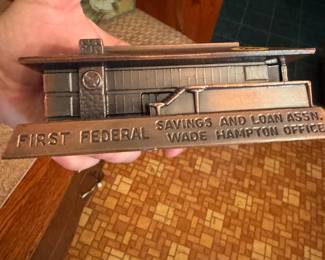 FIRST FEDERAL SAVINGS AND LOAN ASSN.
WADE HAMPTON OFFICE